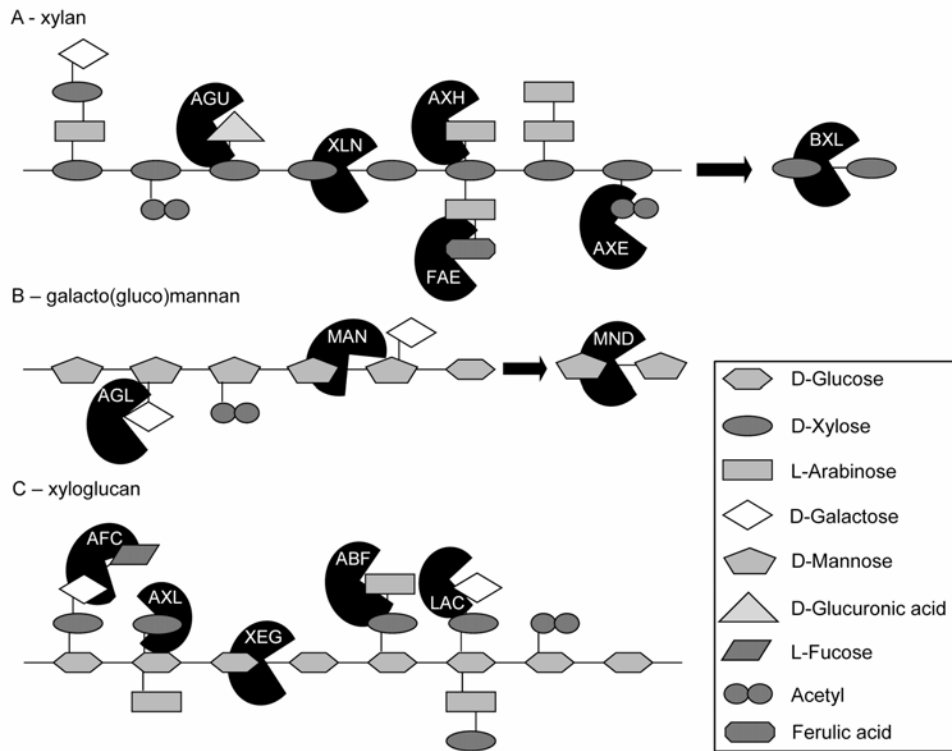 A - xylan
AGU
AXH
XLN
BXL
FAE
AXE
B – galacto(gluco)mannan
MAN
MND
AGL
C – xyloglucan
AFC
AXL
XEG
ABF
LAC
D-Glucose
D-Xylose
L-Arabinose
D-Galactose
D-Mannose
D-Glucuronic acid
L-Fucose
Acetyl
Ferulic acid